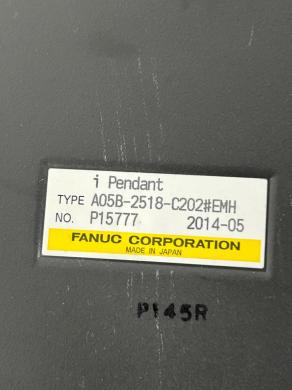 i Pendant
TYPE A05B-2518-C202#EMH
NO. P15777 2014-05
FANUC CORPORATION
MADE IN JAPAN
P145R